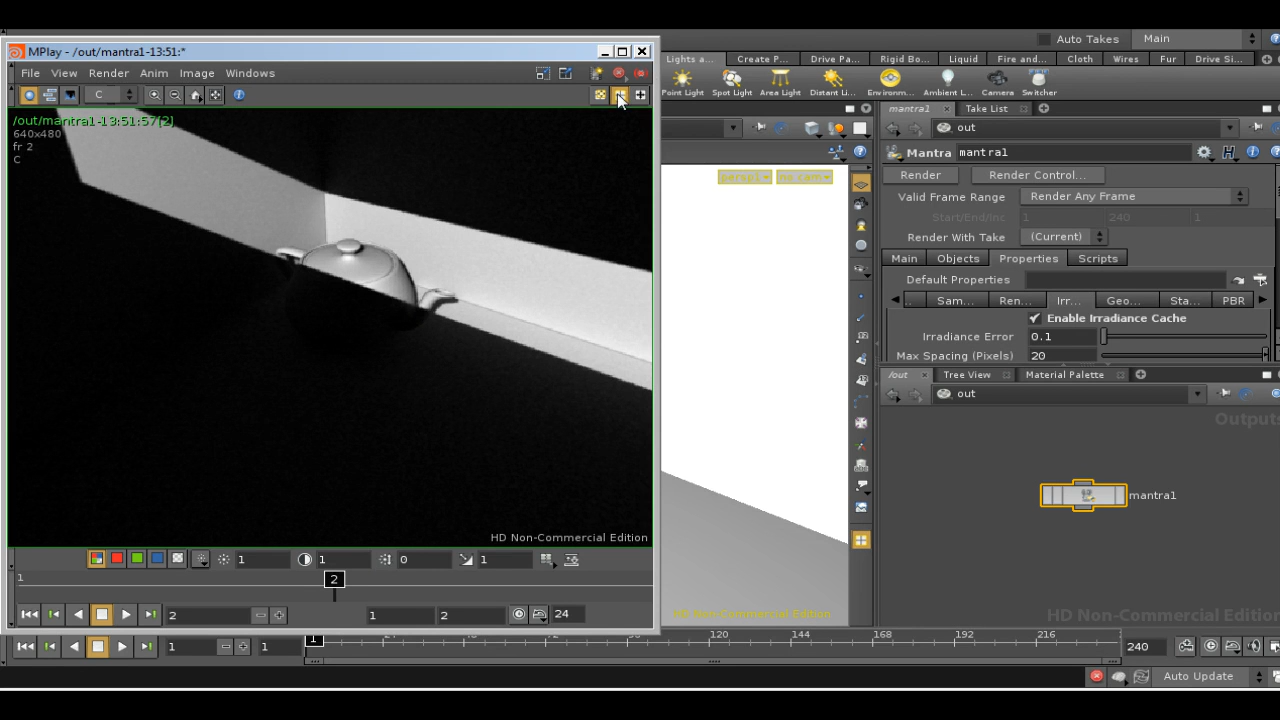 MPlay - /out/mantra1-13:51:*
File View Render Anim Image Windows
C
/out/mantra1-13:51:57[2]
640x480
fr 2
C
HD Non-Commercial Edition
1 1 0 1
1
2
2 1 2 24
Auto Takes Main
Lights a... Create P... Drive Pa... Rigid Bo... Liquid Fire and... Cloth Wires Fur Drive Si...
Point Light Spot Light Area Light Distant Li... Environm... Ambient L... Camera Switcher
persp1 no cam
HD Non-Commercial Edition
mantra1 Take List
out
Mantra mantra1
Render Render Control...
Valid Frame Range Render Any Frame
Start/End/Inc 1 240 1
Render With Take (Current)
Main Objects Properties Scripts
Default Properties
.. Sam... Ren... Irr... Geo... Sta... PBR
Enable Irradiance Cache
Irradiance Error 0.1
Max Spacing (Pixels) 20
/out Tree View Material Palette
out
Outputs
mantra1
HD Non-Commercial Edition
1 1 1 120 144 168 192 216 240
Auto Update